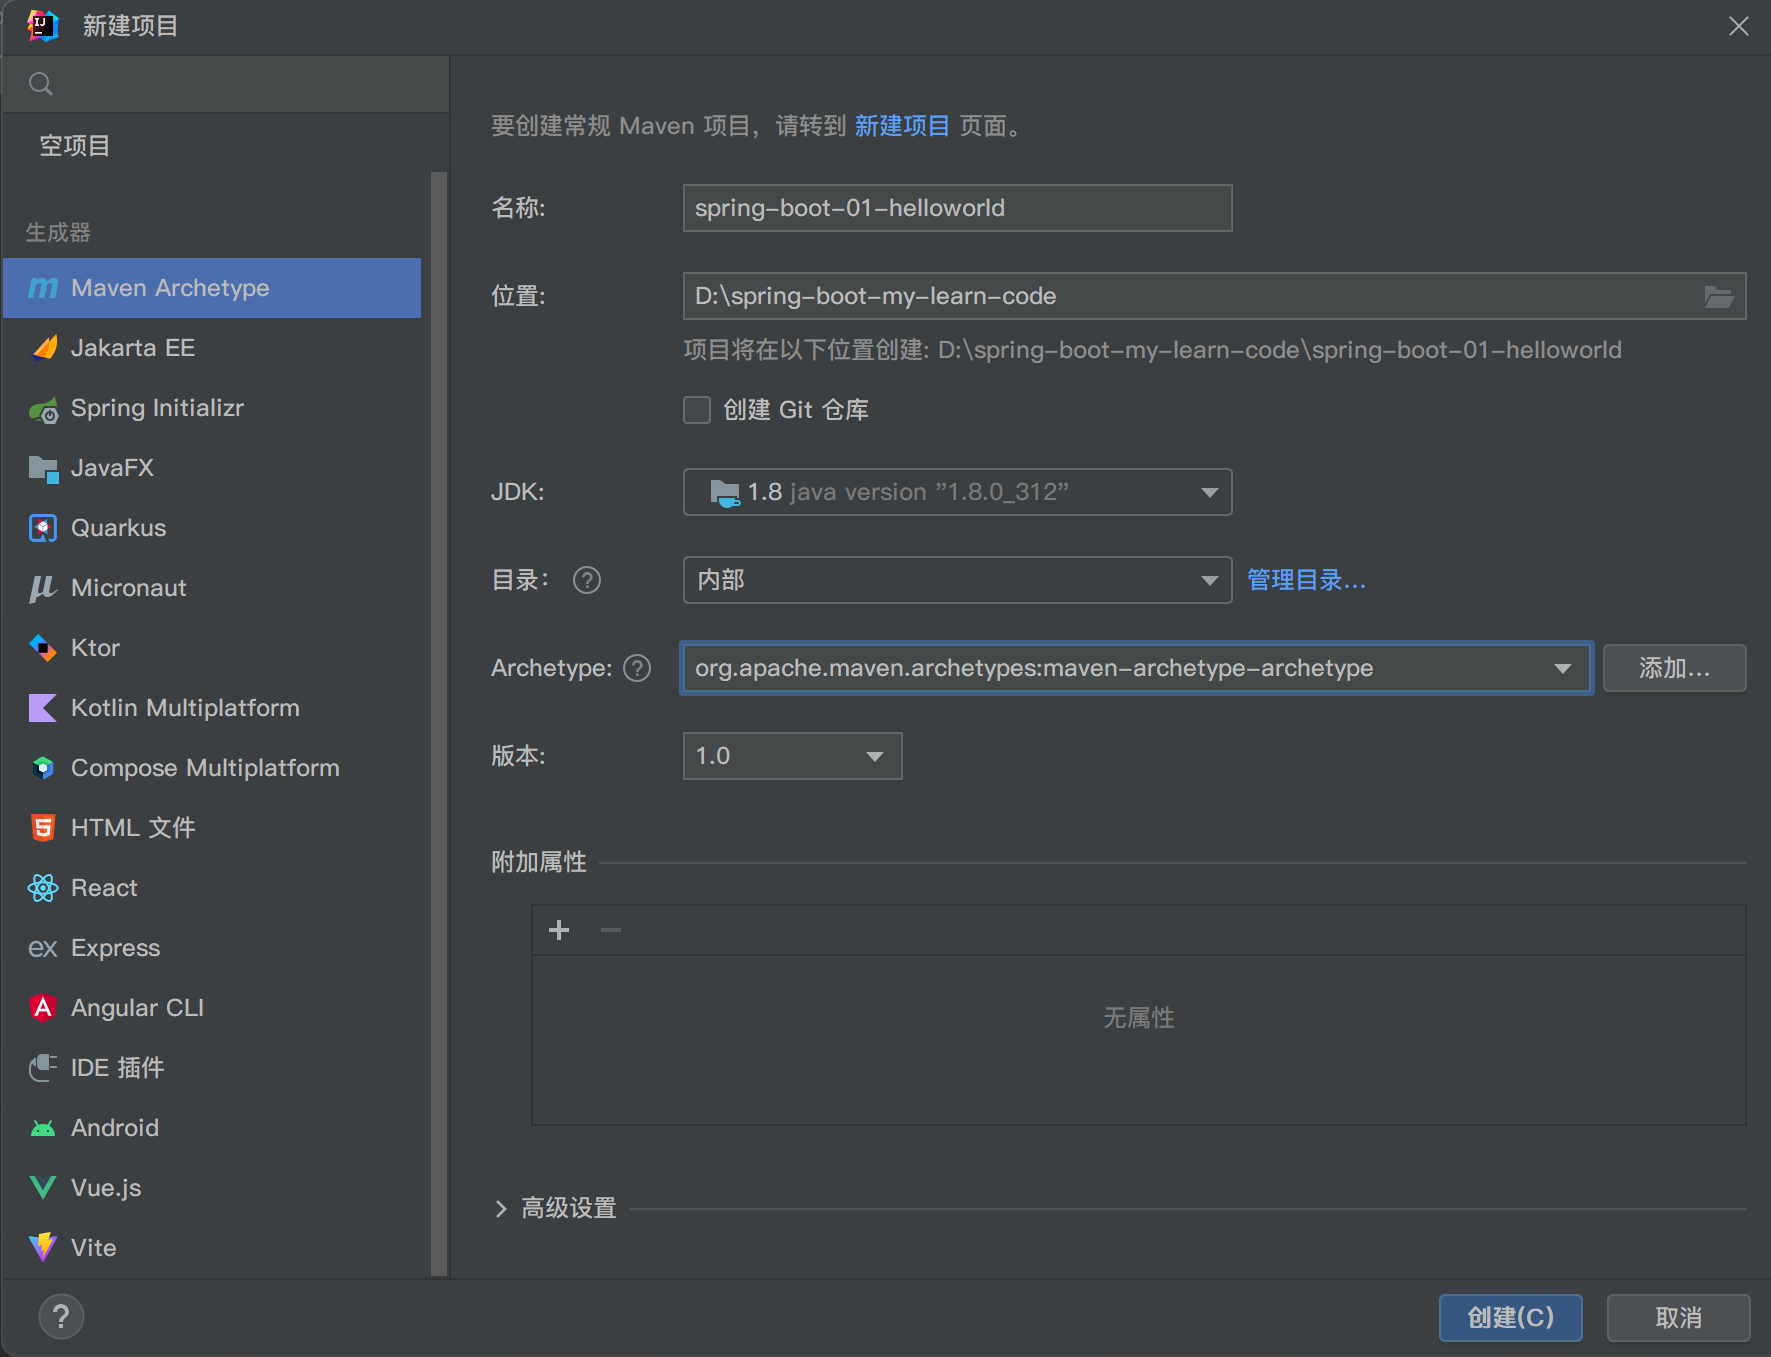 新建项目
空项目
生成器
Maven Archetype
Jakarta EE
Spring Initializr
JavaFX
Quarkus
Micronaut
Ktor
Kotlin Multiplatform
Compose Multiplatform
HTML 文件
React
ex Express
Angular CLI
IDE 插件
Android
Vue.js
Vite
要创建常规 Maven 项目，请转到 新建项目 页面。
名称: spring-boot-01-helloworld
位置: D:\spring-boot-my-learn-code
项目将在以下位置创建: D:\spring-boot-my-learn-code\spring-boot-01-helloworld
创建 Git 仓库
JDK: 1.8 java version "1.8.0_312"
目录： ? 内部 管理目录...
Archetype: ? org.apache.maven.archetypes:maven-archetype-archetype 添加...
版本: 1.0
附加属性
无属性
高级设置
? 创建(C) 取消